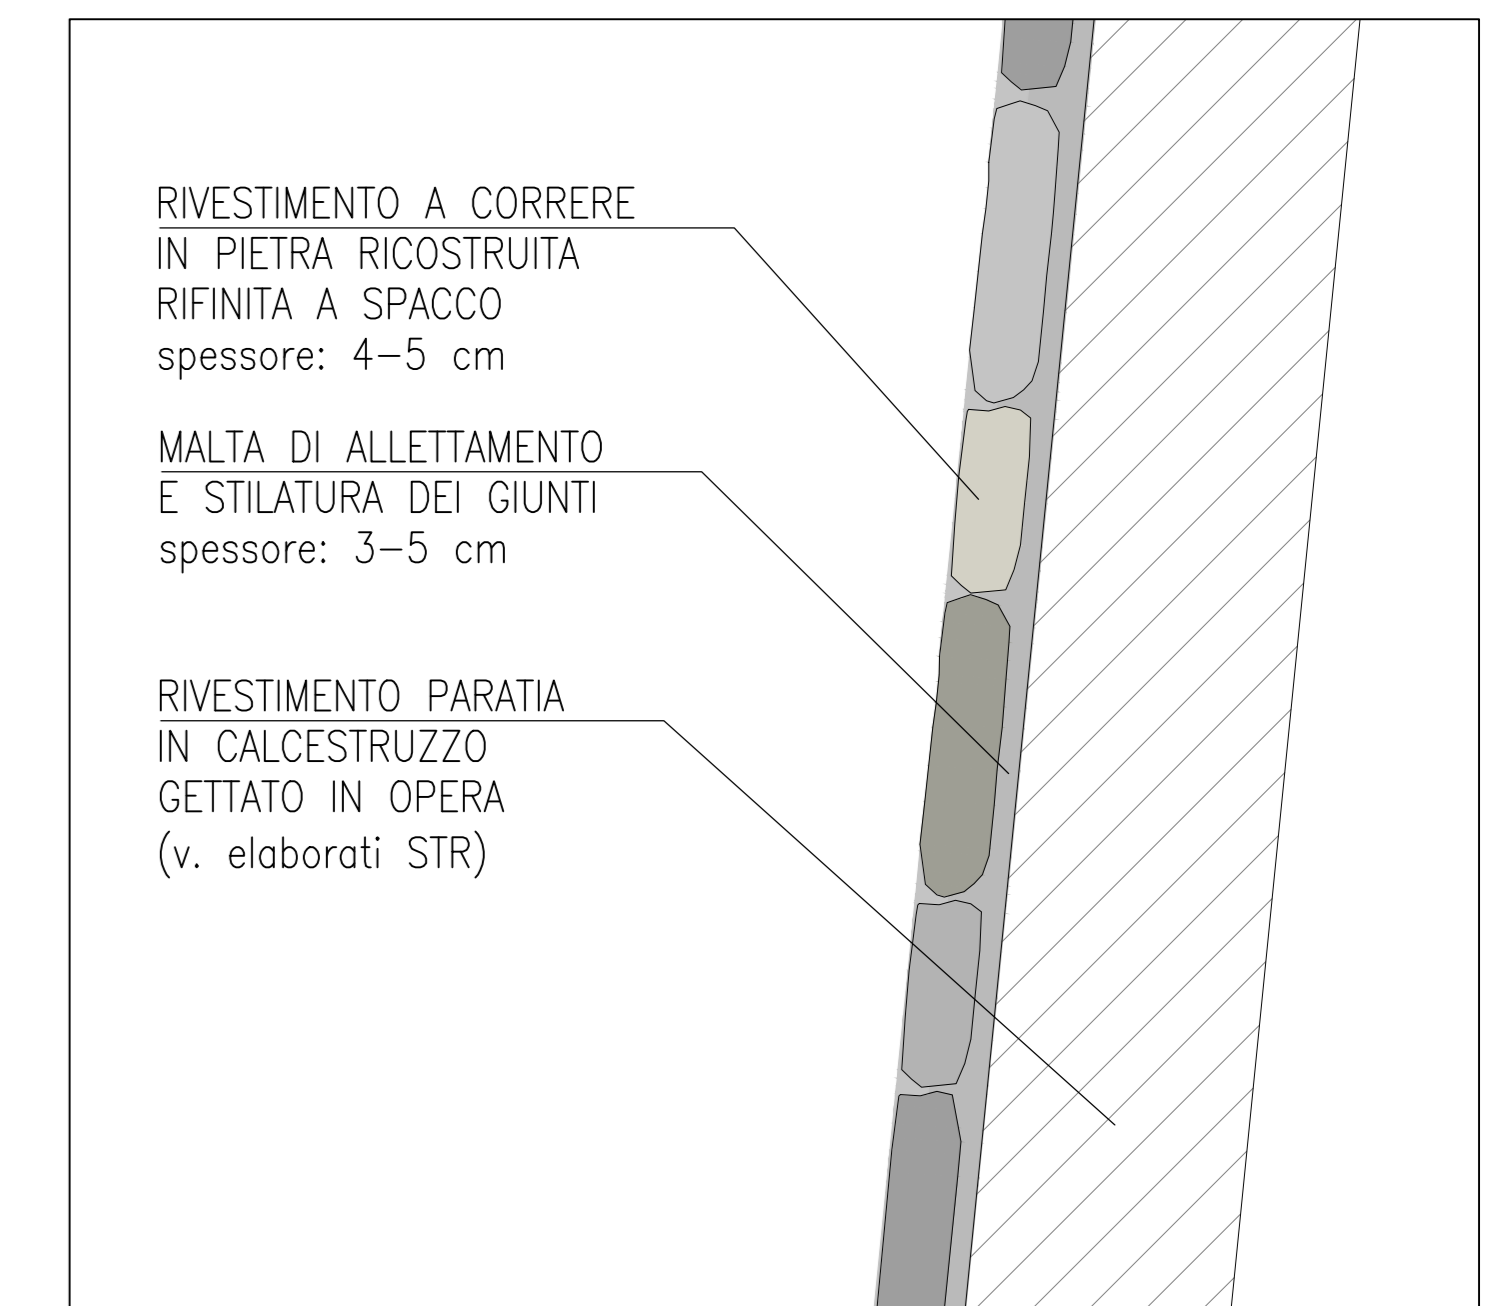 RIVESTIMENTO A CORRERE
IN PIETRA RICOSTRUITA
RIFINITA A SPACCO
spessore: 4-5 cm
MALTA DI ALLETTAMENTO
E STILATURA DEI GIUNTI
spessore: 3-5 cm
RIVESTIMENTO PARATIA
IN CALCESTRUZZO
GETTATO IN OPERA
(v. elaborati STR)